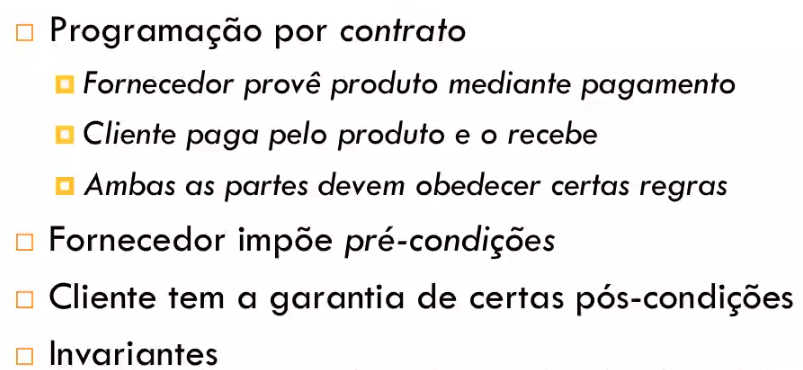 Programação por contrato
Fornecedor provê produto mediante pagamento
Cliente paga pelo produto e o recebe
Ambas as partes devem obedecer certas regras
Fornecedor impõe pré-condições
Cliente tem a garantia de certas pós-condições
Invariantes